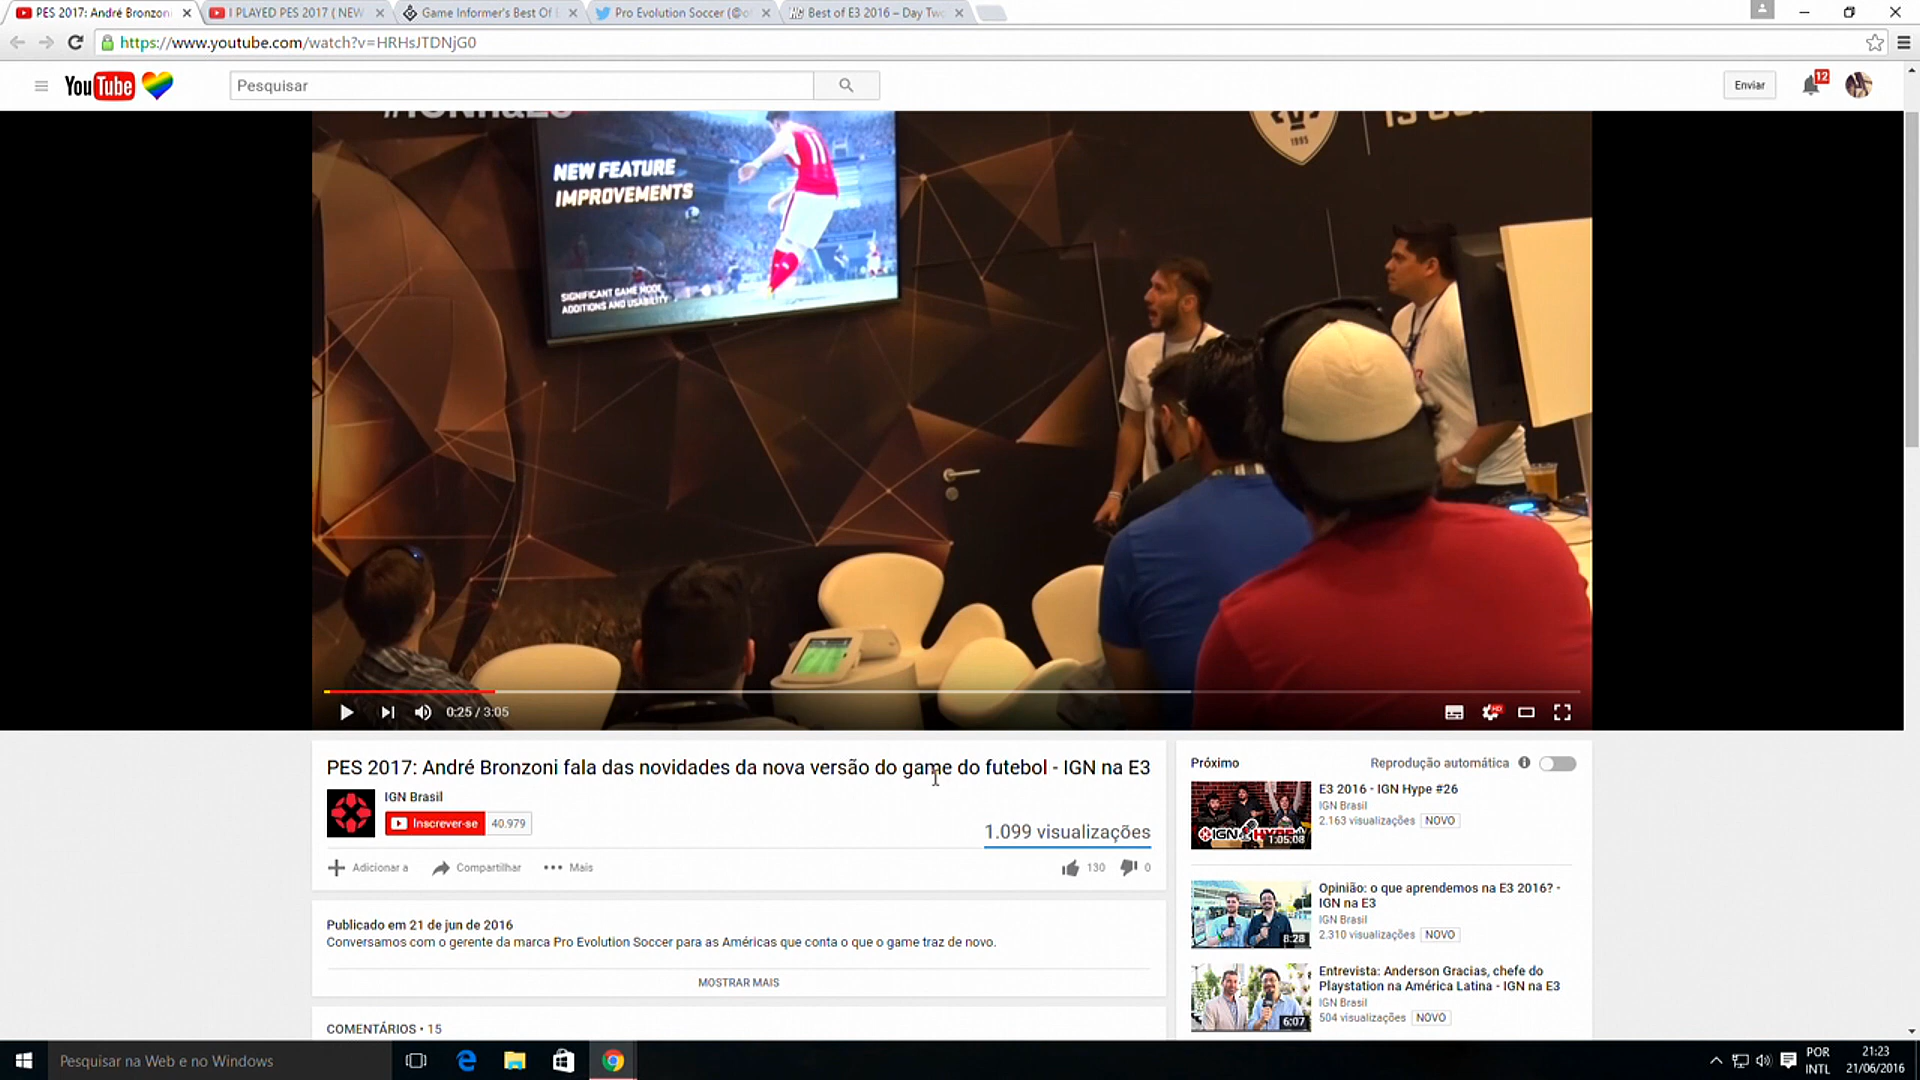 PES 2017: André Bronzoni
I PLAYED PES 2017 ( NEW
Game Informer's Best Of
Pro Evolution Soccer (@o
Best of E3 2016 – Day Tw
https://www.youtube.com/watch?v=HRHsJTDNjG0
YouTube
Pesquisar
Enviar
12
NEW FEATURE
IMPROVEMENTS
11
SIGNIFICANT GAME MODE
ADDITIONS AND USABILITY
1995
0:25 / 3:05
HD
PES 2017: André Bronzoni fala das novidades da nova versão do game do futebol - IGN na E3
IGN Brasil
Inscrever-se 40.979
1.099 visualizações
Adicionar a Compartilhar Mais 130 0
Publicado em 21 de jun de 2016
Conversamos com o gerente da marca Pro Evolution Soccer para as Américas que conta o que o game traz de novo.
MOSTRAR MAIS
COMENTÁRIOS • 15
Próximo Reprodução automática
IGN HYPE
1:05:08
E3 2016 - IGN Hype #26
IGN Brasil
2.163 visualizações NOVO
8:28
Opinião: o que aprendemos na E3 2016? -
IGN na E3
IGN Brasil
2.310 visualizações NOVO
6:07
Entrevista: Anderson Gracias, chefe do
Playstation na América Latina - IGN na E3
IGN Brasil
504 visualizações NOVO
Pesquisar na Web e no Windows
POR
INTL
21:23
21/06/2016